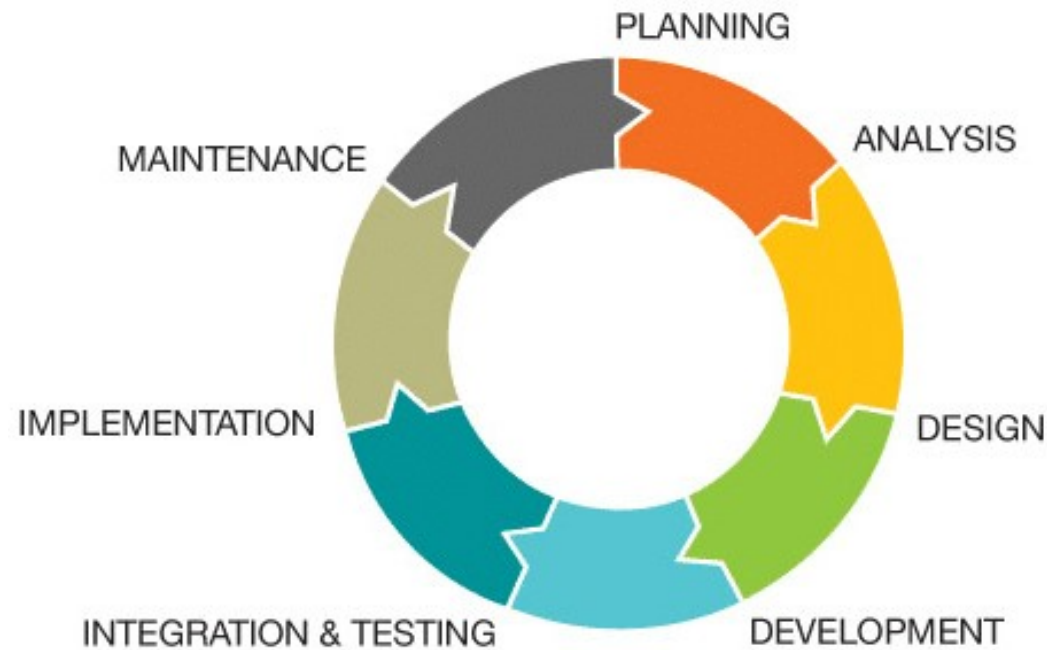 PLANNING
ANALYSIS
MAINTENANCE
DESIGN
IMPLEMENTATION
DEVELOPMENT
INTEGRATION & TESTING